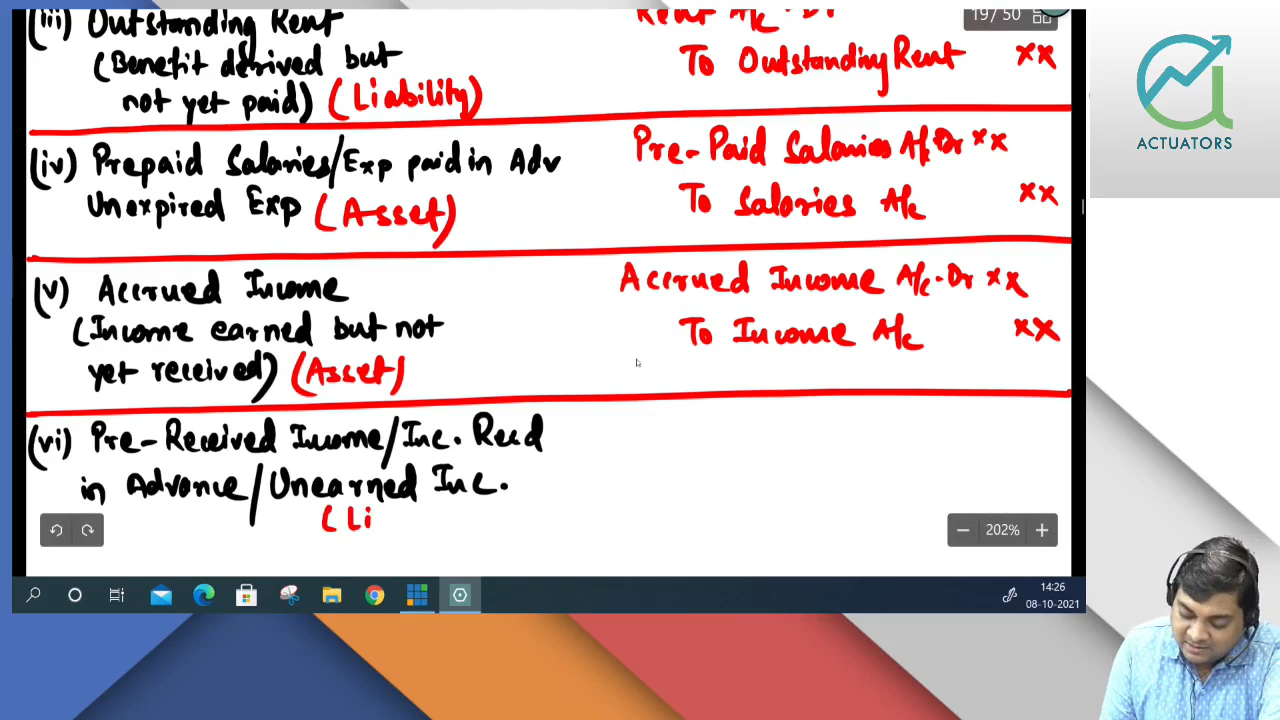 (iii) Outstanding Rent
(Benefit derived but
not yet paid) (Liability)
Rent A/c - Dr
To Outstanding Rent xx
(iv) Prepaid Salaries/Exp paid in Adv
Unexpired Exp (Asset)
Pre-Paid Salaries A/c Dr xx
To Salaries A/c xx
(v) Accrued Income
(Income earned but not
yet received) (Asset)
Accrued Income A/c - Dr xx
To Income A/c xx
(vi) Pre-Received Income/Inc. Recd
in Advance/Unearned Inc.
(Li
19/50
202%
14:26
08-10-2021
ACTUATORS